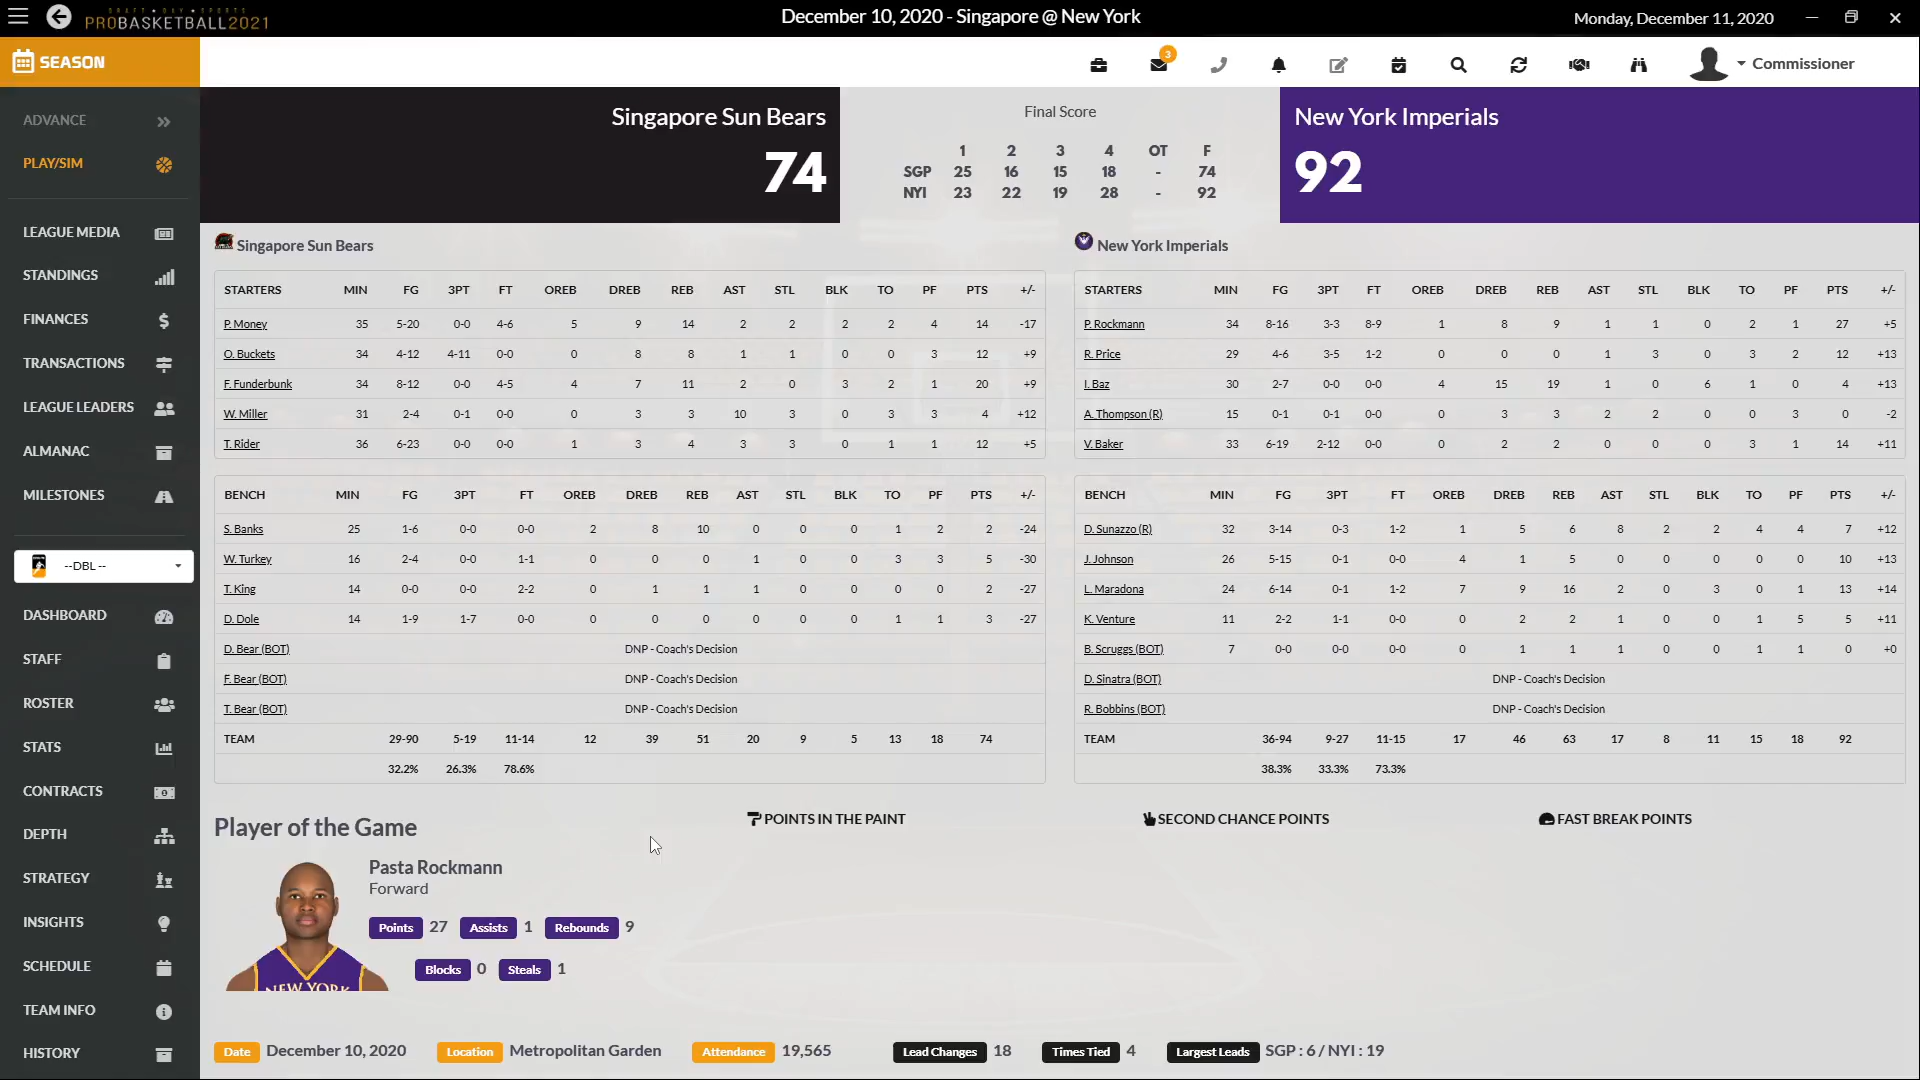 DRAFT DAY SPORTS
PROBASKETBALL2021
December 10, 2020 - Singapore @ New York
Monday, December 11, 2020
SEASON
3
Commissioner
ADVANCE
PLAY/SIM
LEAGUE MEDIA
STANDINGS
FINANCES
TRANSACTIONS
LEAGUE LEADERS
ALMANAC
MILESTONES
--DBL --
DASHBOARD
STAFF
ROSTER
STATS
CONTRACTS
DEPTH
STRATEGY
INSIGHTS
SCHEDULE
TEAM INFO
HISTORY
Singapore Sun Bears
74
Final Score
1 2 3 4 OT F
SGP 25 16 15 18 - 74
NYI 23 22 19 28 - 92
New York Imperials
92
Singapore Sun Bears
STARTERS MIN FG 3PT FT OREB DREB REB AST STL BLK TO PF PTS +/-
P. Money 35 5-20 0-0 4-6 5 9 14 2 2 2 2 4 14 -17
O. Buckets 34 4-12 4-11 0-0 0 8 8 1 1 0 0 3 12 +9
F. Funderbunk 34 8-12 0-0 4-5 4 7 11 2 0 3 2 1 20 +9
W. Miller 31 2-4 0-1 0-0 0 3 3 10 3 0 3 3 4 +12
T. Rider 36 6-23 0-0 0-0 1 3 4 3 3 0 1 1 12 +5
BENCH MIN FG 3PT FT OREB DREB REB AST STL BLK TO PF PTS +/-
S. Banks 25 1-6 0-0 0-0 2 8 10 0 0 0 1 2 2 -24
W. Turkey 16 2-4 0-0 1-1 0 0 0 1 0 0 3 3 5 -30
T. King 14 0-0 0-0 2-2 0 1 1 1 0 0 0 0 2 -27
D. Dole 14 1-9 1-7 0-0 0 0 0 0 0 0 1 1 3 -27
D. Bear (BOT) DNP - Coach's Decision
F. Bear (BOT) DNP - Coach's Decision
T. Bear (BOT) DNP - Coach's Decision
TEAM 29-90 5-19 11-14 12 39 51 20 9 5 13 18 74
32.2% 26.3% 78.6%
New York Imperials
STARTERS MIN FG 3PT FT OREB DREB REB AST STL BLK TO PF PTS +/-
P. Rockmann 34 8-16 3-3 8-9 1 8 9 1 1 0 2 1 27 +5
R. Price 29 4-6 3-5 1-2 0 0 0 1 3 0 3 2 12 +13
I. Baz 30 2-7 0-0 0-0 4 15 19 1 0 6 1 0 4 +13
A. Thompson (R) 15 0-1 0-1 0-0 0 3 3 2 2 0 0 3 0 -2
V. Baker 33 6-19 2-12 0-0 0 2 2 0 0 0 3 1 14 +11
BENCH MIN FG 3PT FT OREB DREB REB AST STL BLK TO PF PTS +/-
D. Sunazzo (R) 32 3-14 0-3 1-2 1 5 6 8 2 2 4 4 7 +12
J. Johnson 26 5-15 0-1 0-0 4 1 5 0 0 0 0 0 10 +13
L. Maradona 24 6-14 0-1 1-2 7 9 16 2 0 3 0 1 13 +14
K. Venture 11 2-2 1-1 0-0 0 2 2 1 0 0 1 5 5 +11
B. Scruggs (BOT) 7 0-0 0-0 0-0 0 1 1 1 0 0 1 1 0 +0
D. Sinatra (BOT) DNP - Coach's Decision
R. Bobbins (BOT) DNP - Coach's Decision
TEAM 36-94 9-27 11-15 17 46 63 17 8 11 15 18 92
38.3% 33.3% 73.3%
Player of the Game
Pasta Rockmann
Forward
Points 27 Assists 1 Rebounds 9
Blocks 0 Steals 1
NEW YORK
POINTS IN THE PAINT
SECOND CHANCE POINTS
FAST BREAK POINTS
Date December 10, 2020 Location Metropolitan Garden Attendance 19,565 Lead Changes 18 Times Tied 4 Largest Leads SGP : 6 / NYI : 19